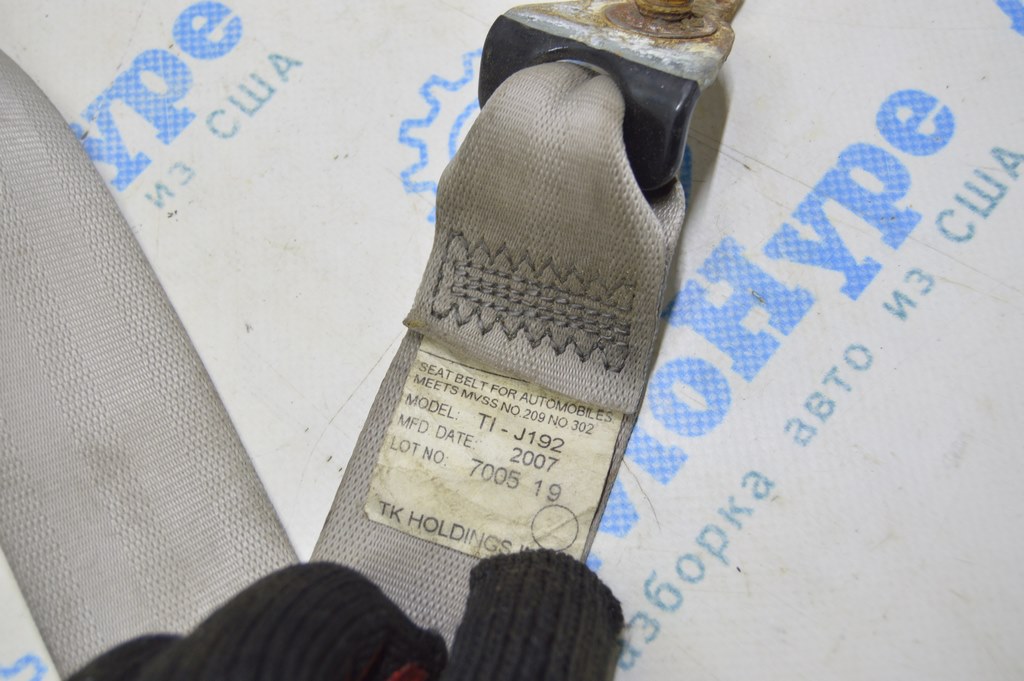 SEAT BELT FOR AUTOMOBILES
MEETS MVSS NO.209 NO 302
MODEL: TI - J192
MFD DATE: 2007
LOT NO: 7005 19
TK HOLDINGS
из США
авто из США